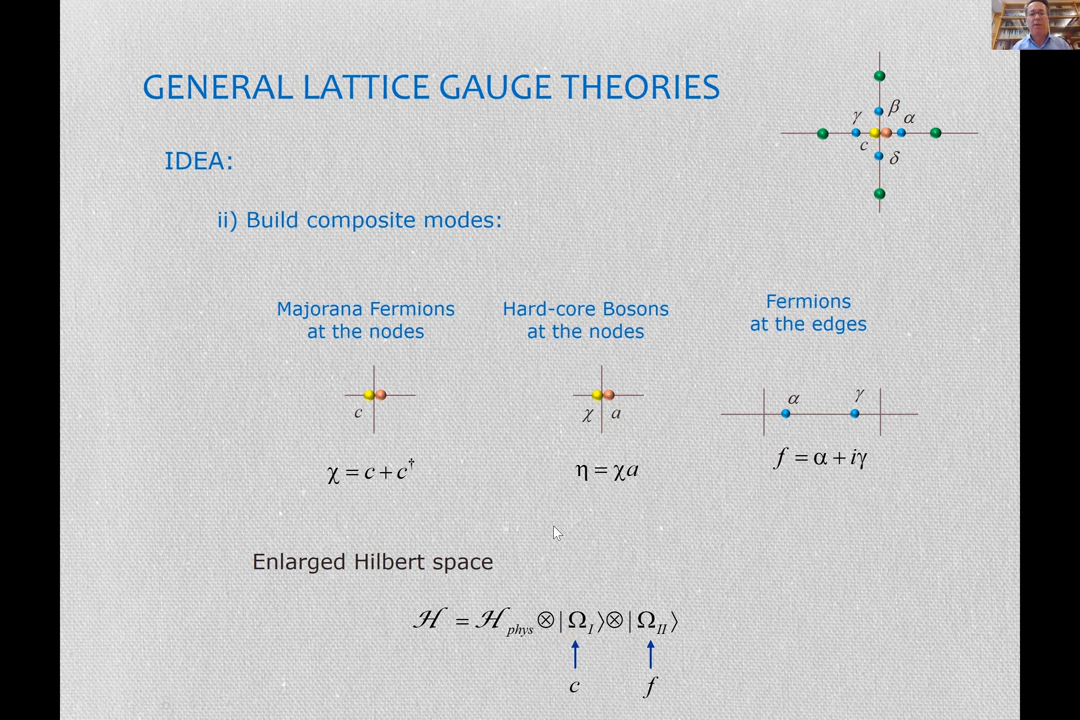 GENERAL LATTICE GAUGE THEORIES
γ β α
c δ
IDEA:
ii) Build composite modes:
Majorana Fermions
at the nodes
c
χ = c + c†
Hard-core Bosons
at the nodes
χ a
η = χa
Fermions
at the edges
α γ
f = α + iγ
Enlarged Hilbert space
ℋ = ℋ_phys ⊗ | Ω_I ⟩ ⊗ | Ω_II ⟩
c f